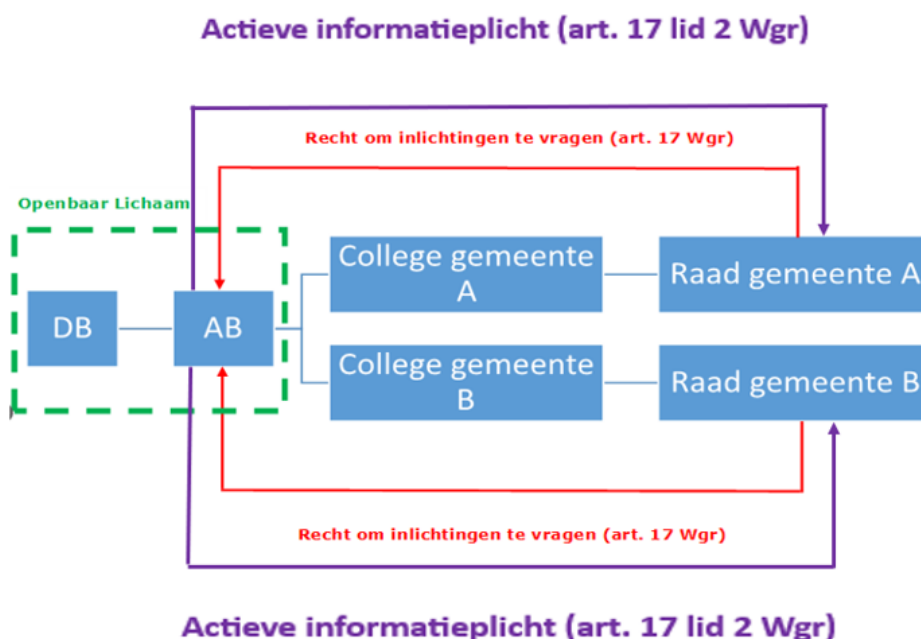 Actieve informatieplicht (art. 17 lid 2 Wgr)
Recht om inlichtingen te vragen (art. 17 Wgr)
Openbaar Lichaam
College gemeente
A
Raad gemeente A
DB
AB
College gemeente
B
Raad gemeente B
Recht om inlichtingen te vragen (art. 17 Wgr)
Actieve informatieplicht (art. 17 lid 2 Wgr)